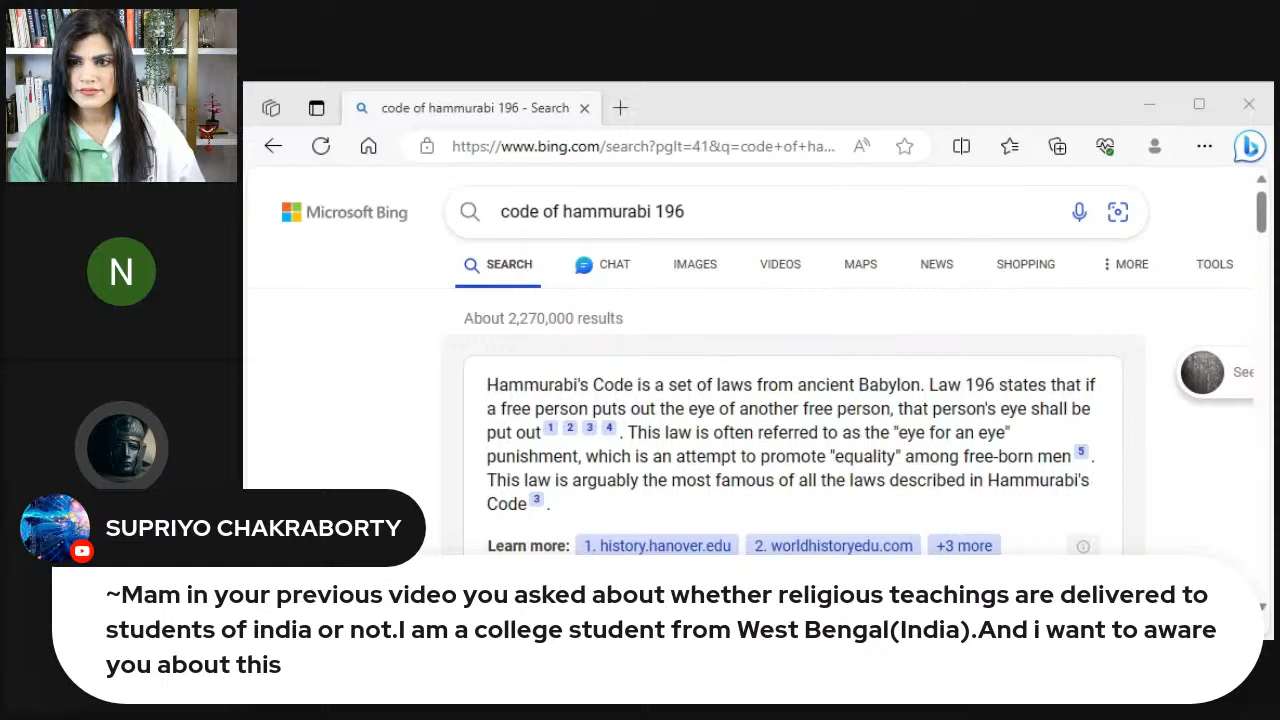 code of hammurabi 196 - Search
https://www.bing.com/search?pglt=41&q=code+of+ha...
Microsoft Bing
code of hammurabi 196
SEARCH
CHAT
IMAGES
VIDEOS
MAPS
NEWS
SHOPPING
MORE
TOOLS
About 2,270,000 results
N
Hammurabi's Code is a set of laws from ancient Babylon. Law 196 states that if
a free person puts out the eye of another free person, that person's eye shall be
put out 1 2 3 4 . This law is often referred to as the "eye for an eye"
punishment, which is an attempt to promote "equality" among free-born men 5 .
This law is arguably the most famous of all the laws described in Hammurabi's
Code 3 .
See
Learn more: 1. history.hanover.edu 2. worldhistoryedu.com +3 more
SUPRIYO CHAKRABORTY
~Mam in your previous video you asked about whether religious teachings are delivered to
students of india or not.I am a college student from West Bengal(India).And i want to aware
you about this